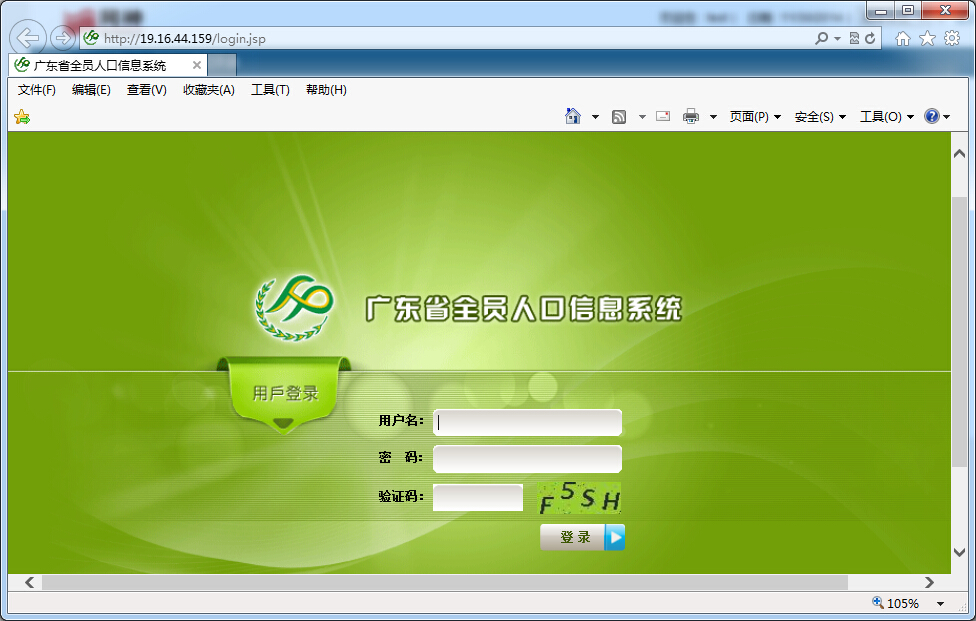 http://19.16.44.159/login.jsp
广东省全员人口信息系统
文件(F) 编辑(E) 查看(V) 收藏夹(A) 工具(T) 帮助(H)
页面(P) 安全(S) 工具(O)
广东省全员人口信息系统
用戶登录
用户名：
密 码：
验证码：
F5SH
登 录
105%